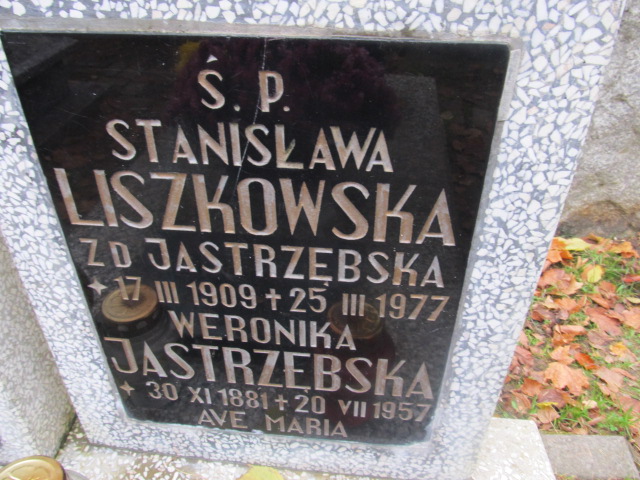 Ś. P.
STANISŁAWA
LISZKOWSKA
ZD JASTRZĘBSKA
* 17 III 1909 + 25 III 1977
WERONIKA
JASTRZĘBSKA
* 30 XI 1881 + 20 VII 1957
AVE MARIA